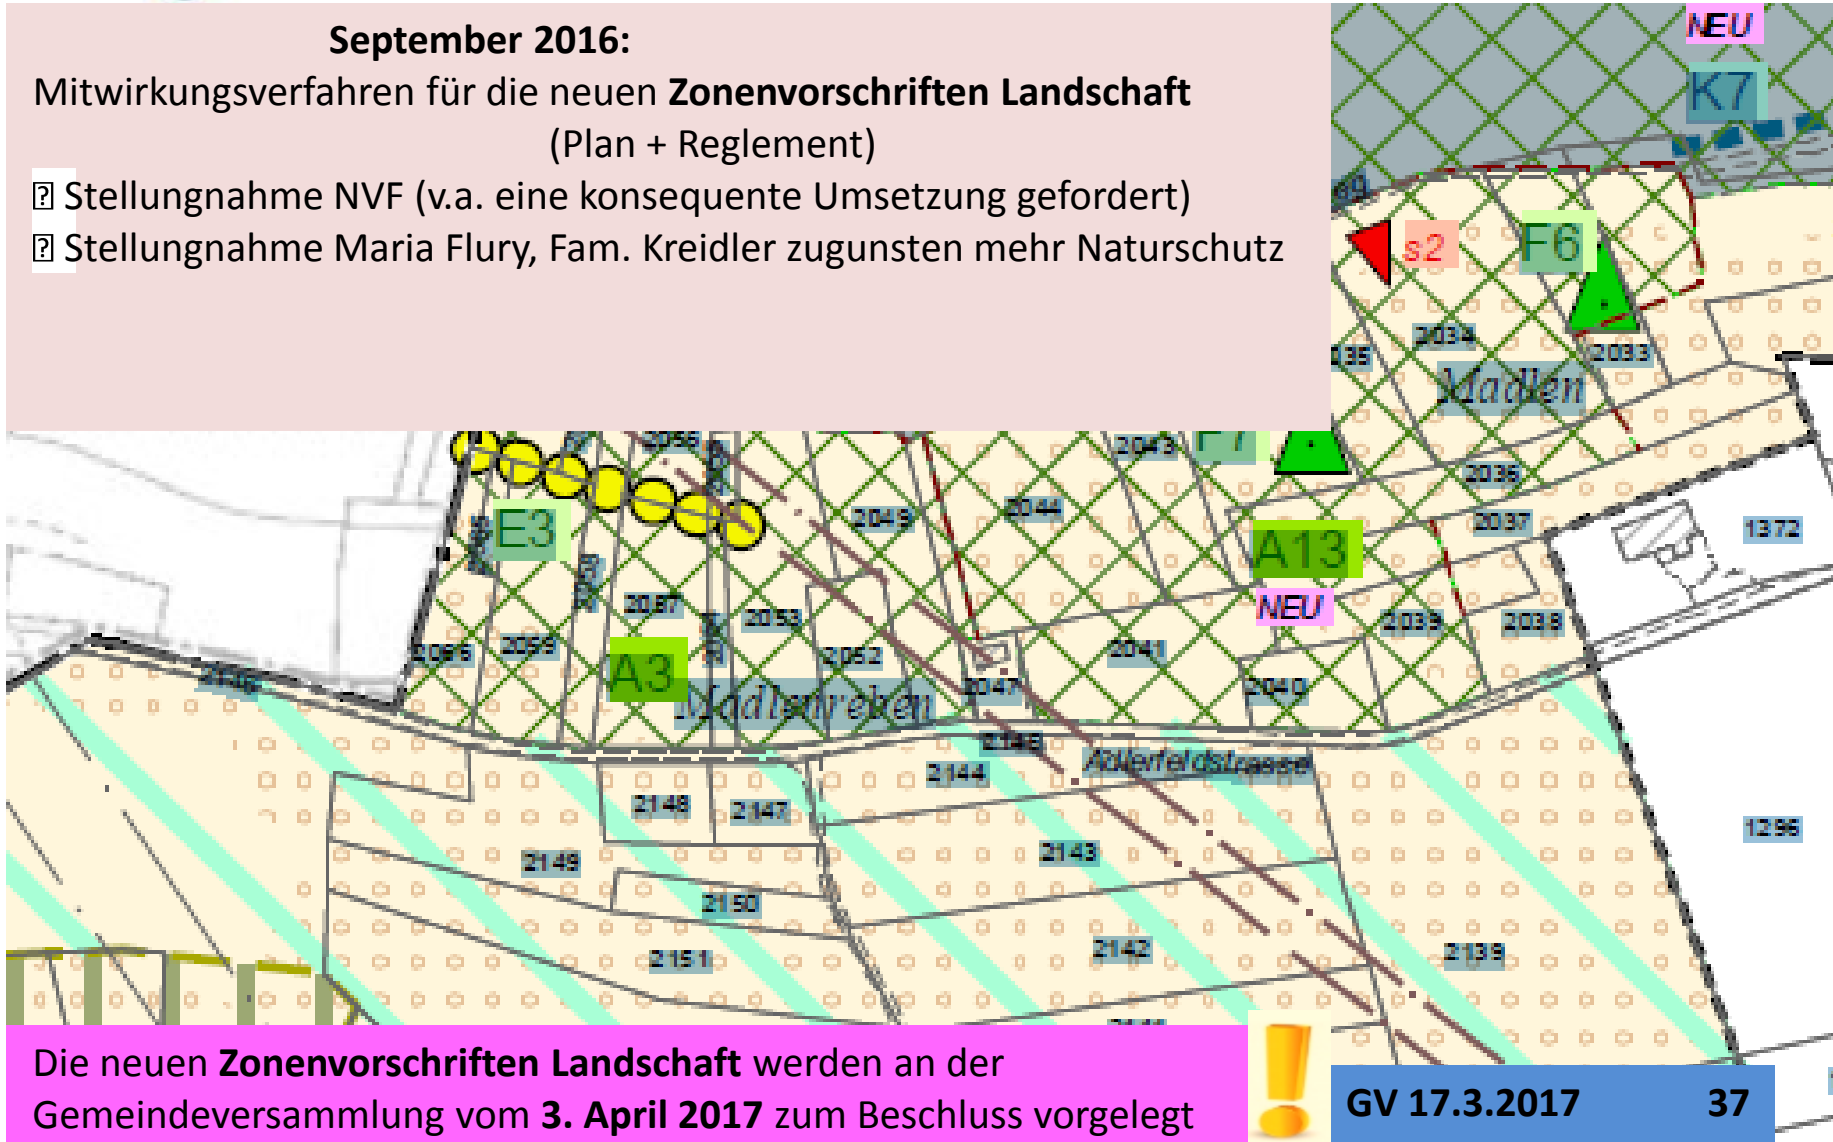 September 2016:
Mitwirkungsverfahren für die neuen Zonenvorschriften Landschaft
(Plan + Reglement)
Stellungnahme NVF (v.a. eine konsequente Umsetzung gefordert)
Stellungnahme Maria Flury, Fam. Kreidler zugunsten mehr Naturschutz
NEU
K7
s2
F6
2034
2033
Madlen
2043
F7
2036
2049
2044
2037
1372
E3
A13
NEU
2057
2053
2039
2038
2059
2052
2041
A3
2047
2040
Madlenreben
2146
Adlerfeldstrasse
2144
2148
2147
1296
2149
2143
2150
2142
2139
2151
Die neuen Zonenvorschriften Landschaft werden an der
Gemeindeversammlung vom 3. April 2017 zum Beschluss vorgelegt
GV 17.3.2017
37